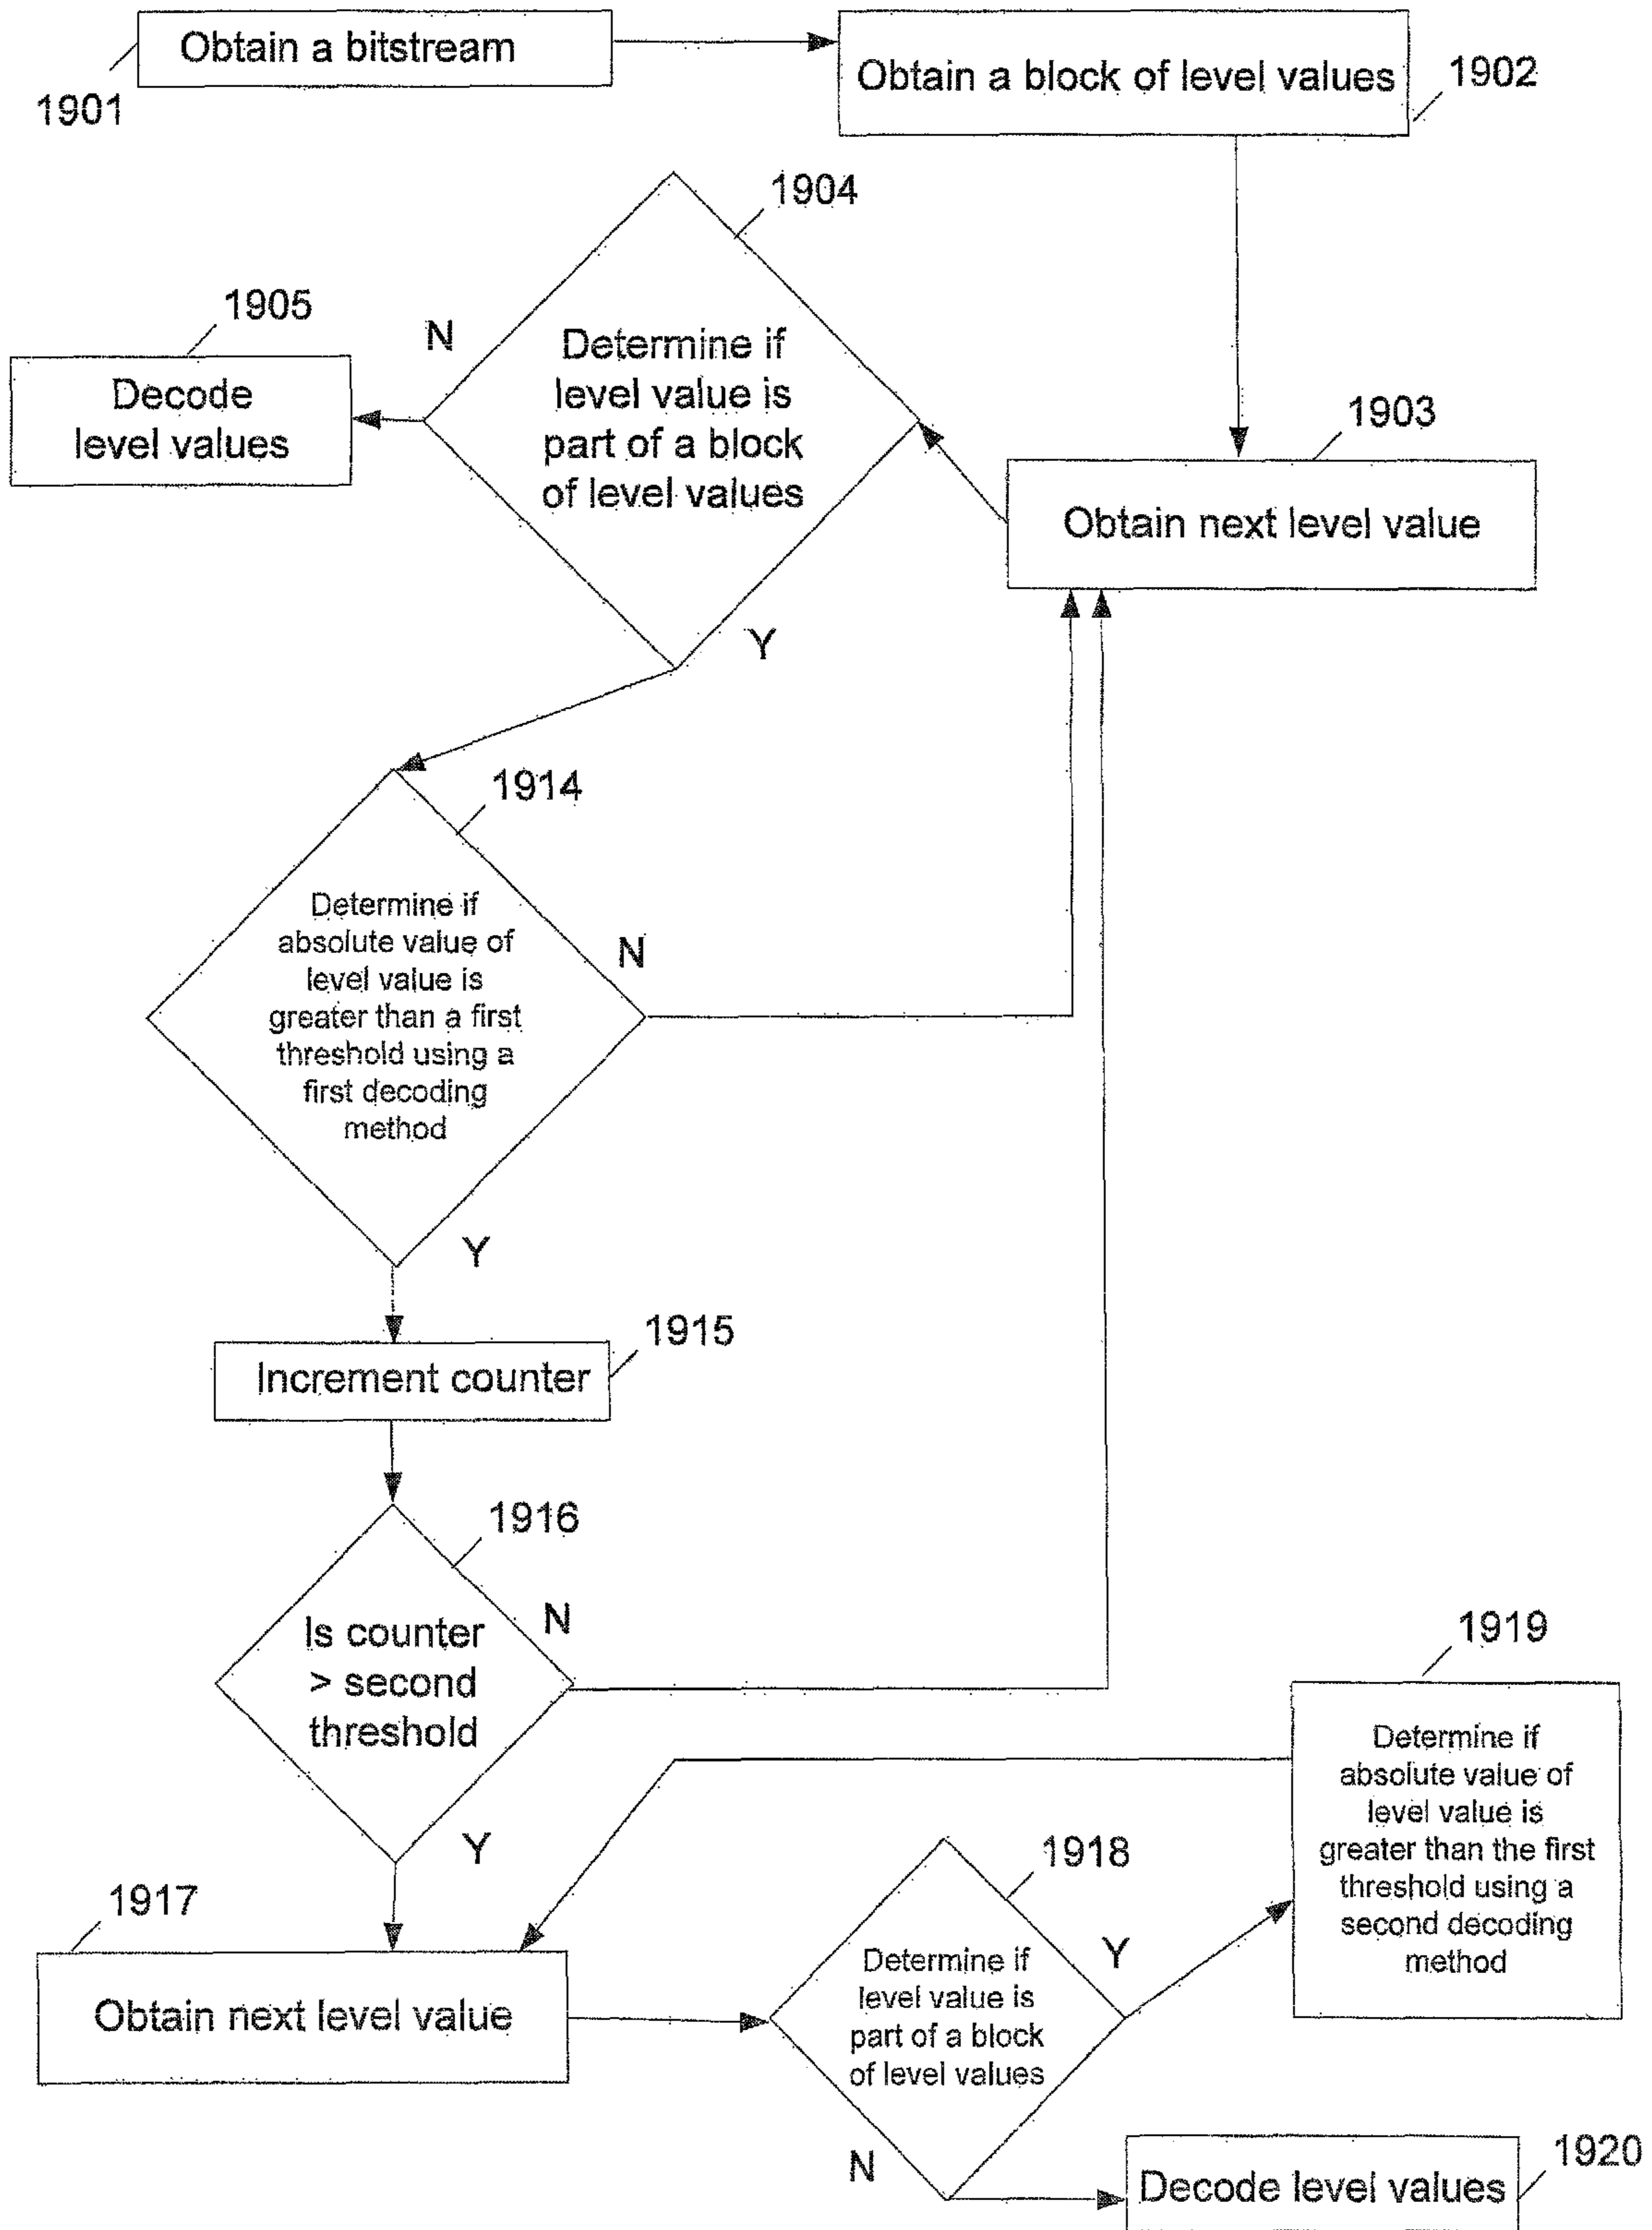 Obtain a bitstream
1901
Obtain a block of level values
1902
1904
1905
N
Determine if
level value is
part of a block
of level values
Decode
level values
1903
Obtain next level value
Y
1914
Determine if
absolute value of
level value is
greater than a first
threshold using a
first decoding
method
N
Y
1915
Increment counter
1916
Is counter
> second
threshold
N
Y
1919
Determine if
absolute value of
level value is
greater than the first
threshold using a
second decoding
method
1917
Obtain next level value
1918
Determine if
level value is
part of a block
of level values
Y
N
1920
Decode level values